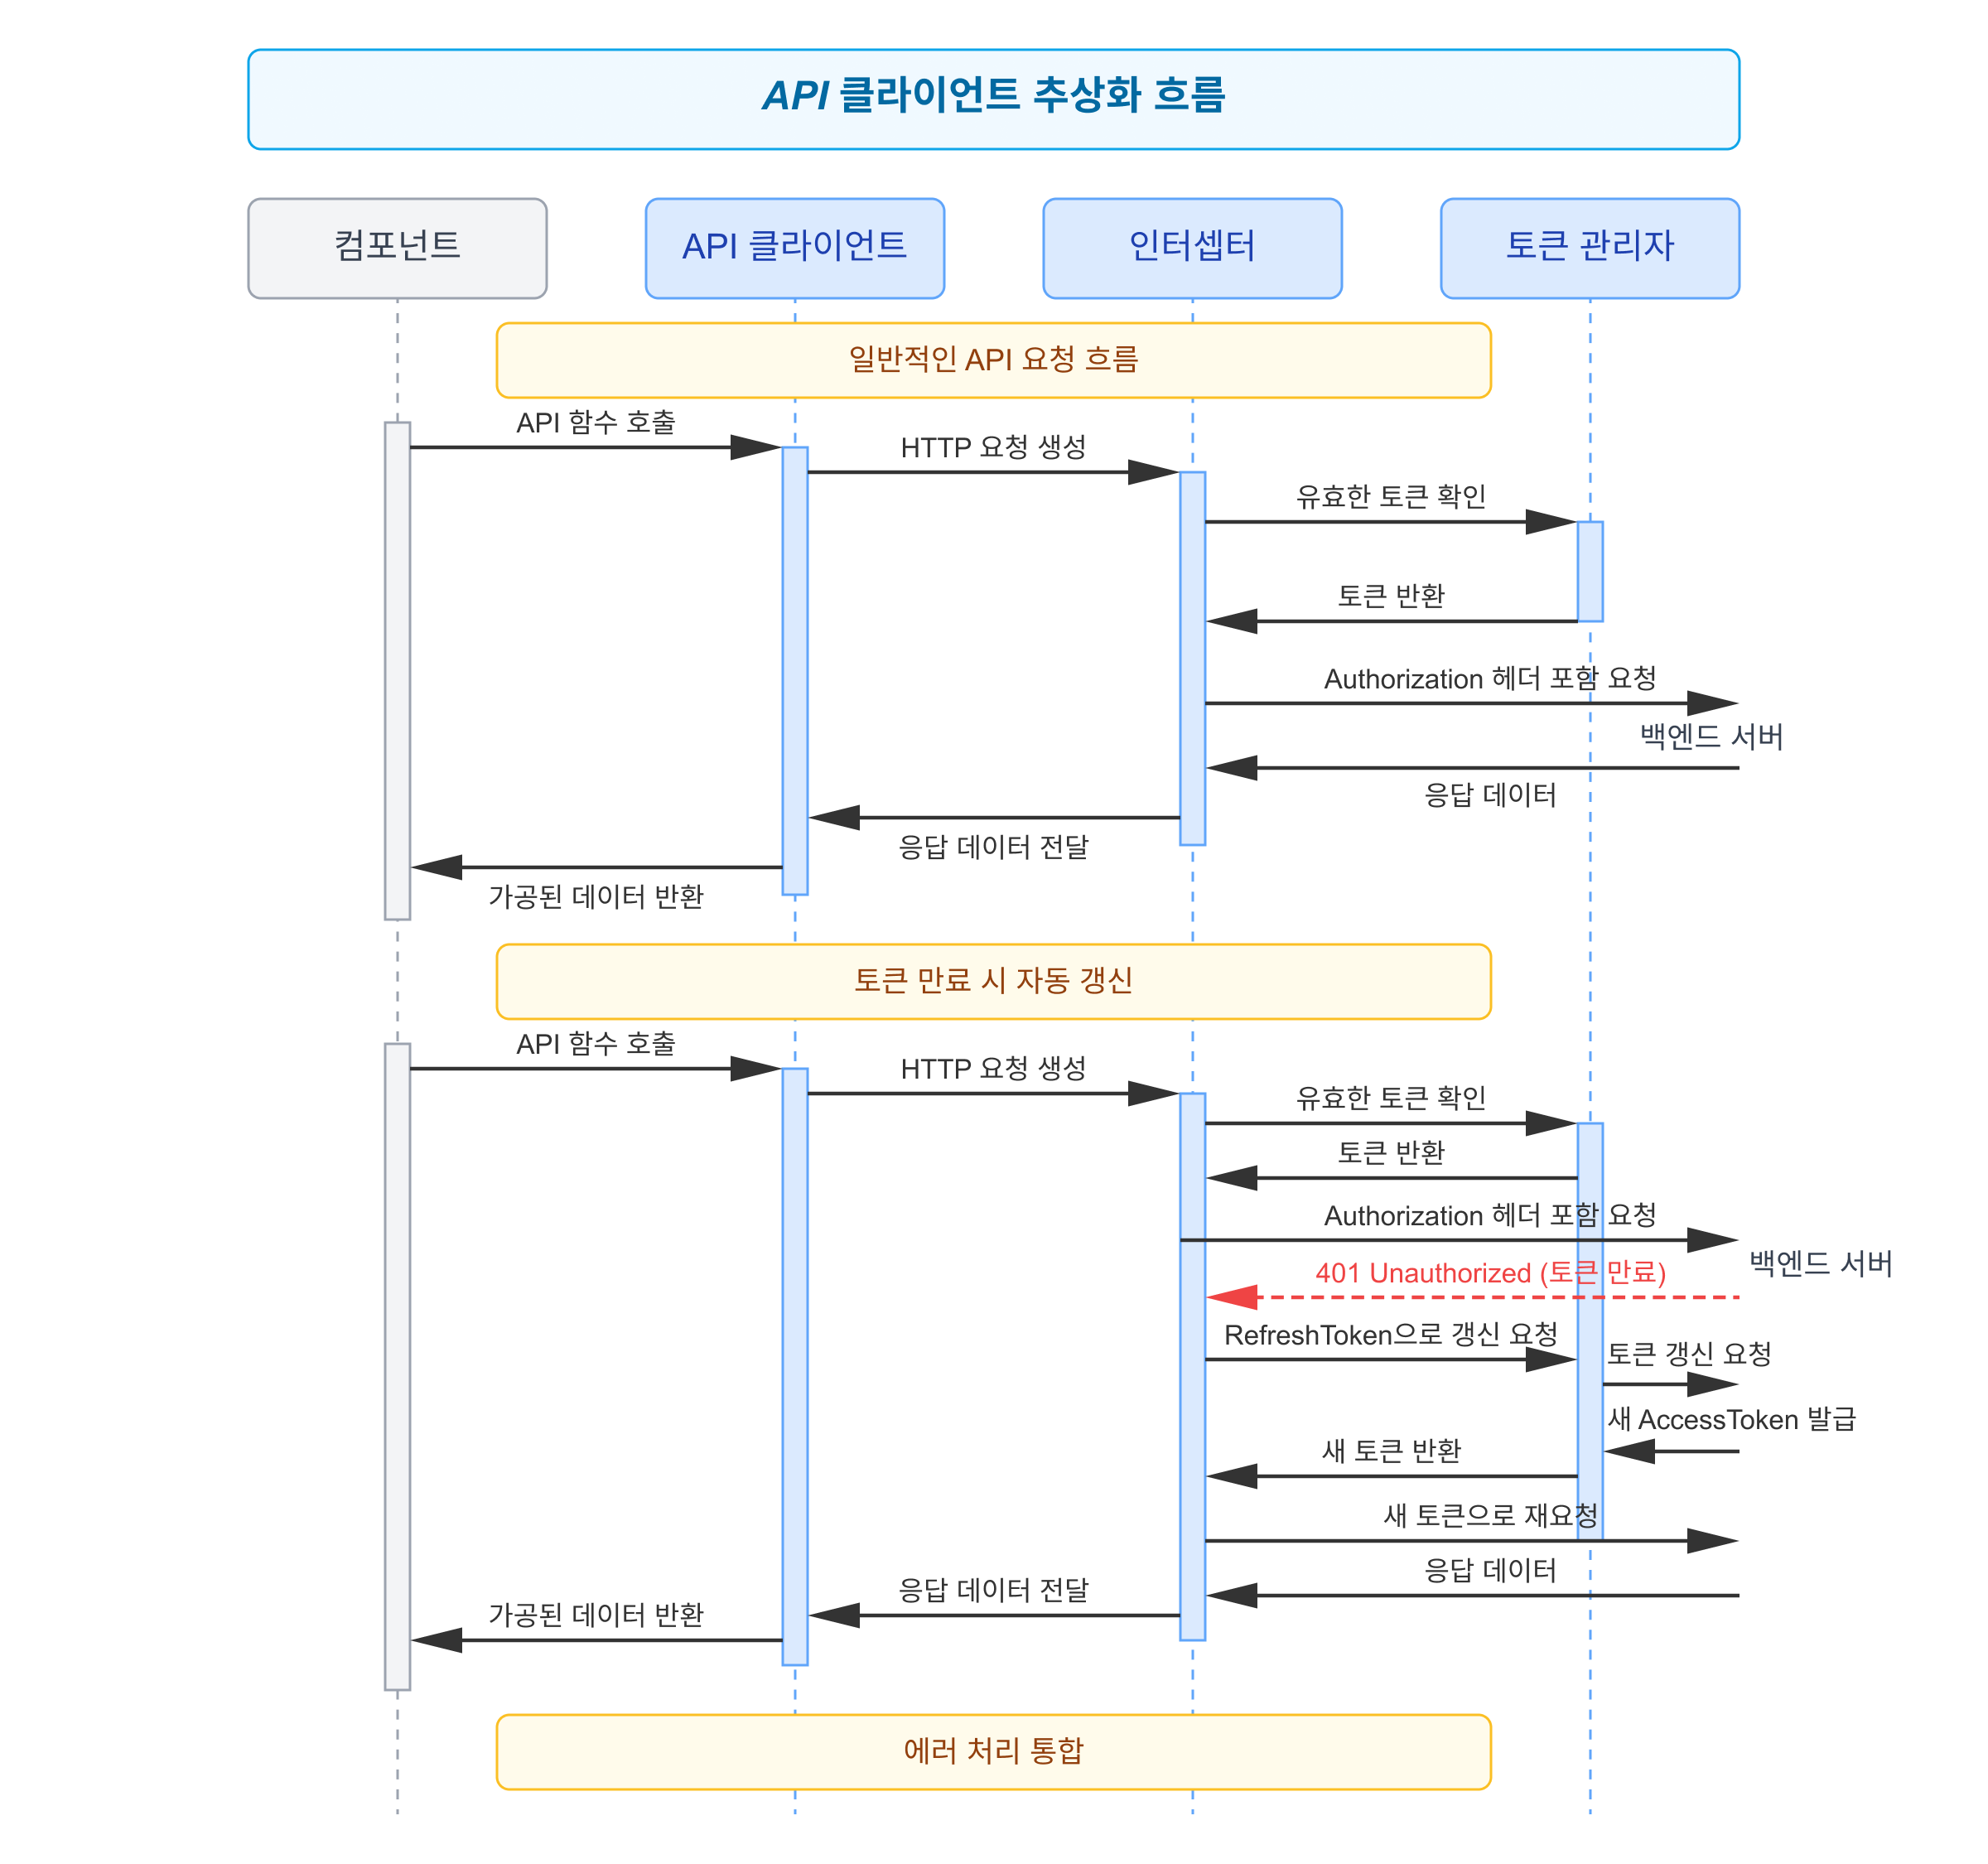 API 클라이언트 추상화 흐름
컴포넌트
API 클라이언트
인터셉터
토큰 관리자
일반적인 API 요청 흐름
API 함수 호출
HTTP 요청 생성
유효한 토큰 확인
토큰 반환
Authorization 헤더 포함 요청
백엔드 서버
응답 데이터
응답 데이터 전달
가공된 데이터 반환
토큰 만료 시 자동 갱신
API 함수 호출
HTTP 요청 생성
유효한 토큰 확인
토큰 반환
Authorization 헤더 포함 요청
백엔드 서버
401 Unauthorized (토큰 만료)
RefreshToken으로 갱신 요청
토큰 갱신 요청
새 AccessToken 발급
새 토큰 반환
새 토큰으로 재요청
응답 데이터
응답 데이터 전달
가공된 데이터 반환
에러 처리 통합